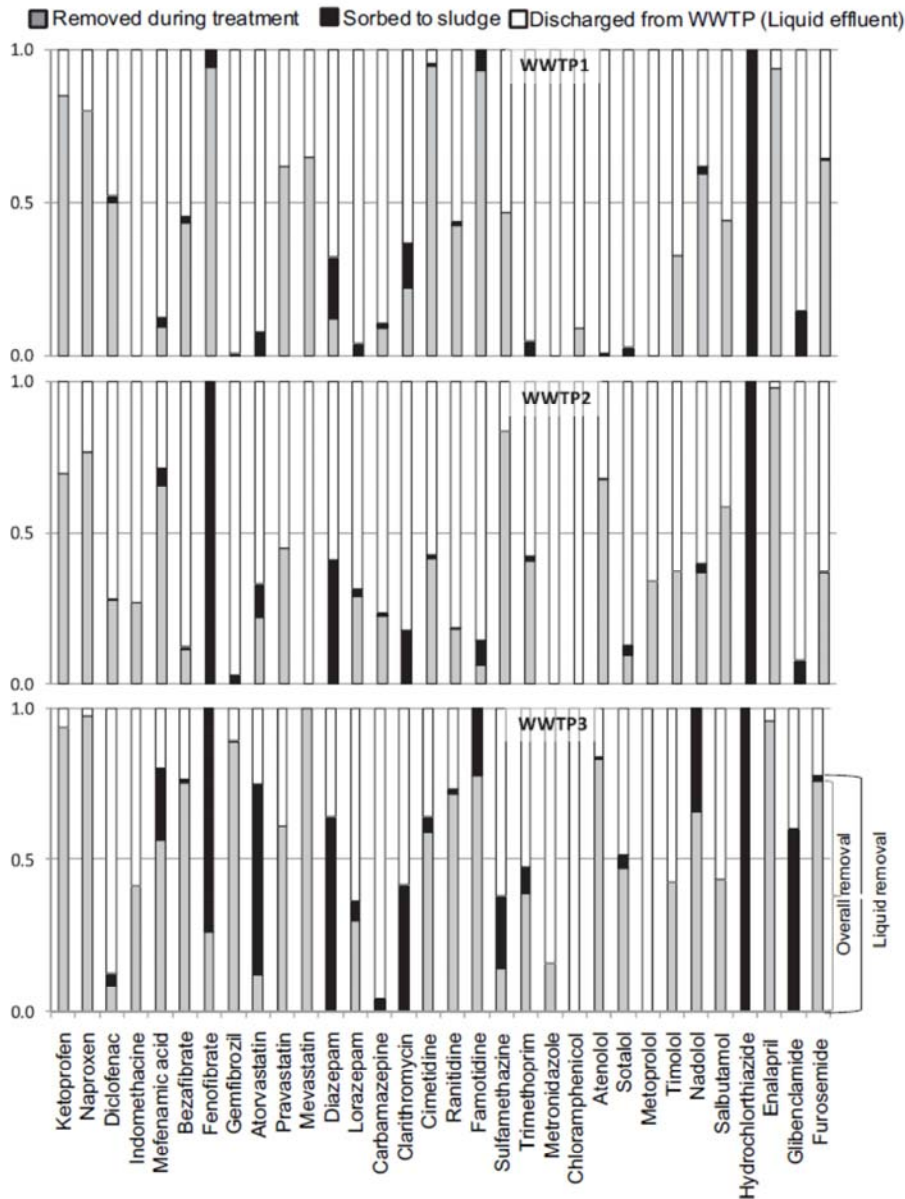 Removed during treatment Sorbed to sludge Discharged from WWTP (Liquid effluent)
1.0
WWTP1
0.5
0.0
1.0
WWTP2
0.5
0.0
1.0
WWTP3
0.5
0.0
Overall removal
Liquid removal
Ketoprofen
Naproxen
Diclofenac
Indomethacine
Mefenamic acid
Bezafibrate
Fenofibrate
Gemfibrozil
Atorvastatin
Pravastatin
Mevastatin
Diazepam
Lorazepam
Carbamazepine
Clarithromycin
Cimetidine
Ranitidine
Famotidine
Sulfamethazine
Trimethoprim
Metronidazole
Chloramphenicol
Atenolol
Sotalol
Metoprolol
Timolol
Nadolol
Salbutamol
Hydrochlorthiazide
Enalapril
Glibenclamide
Furosemide